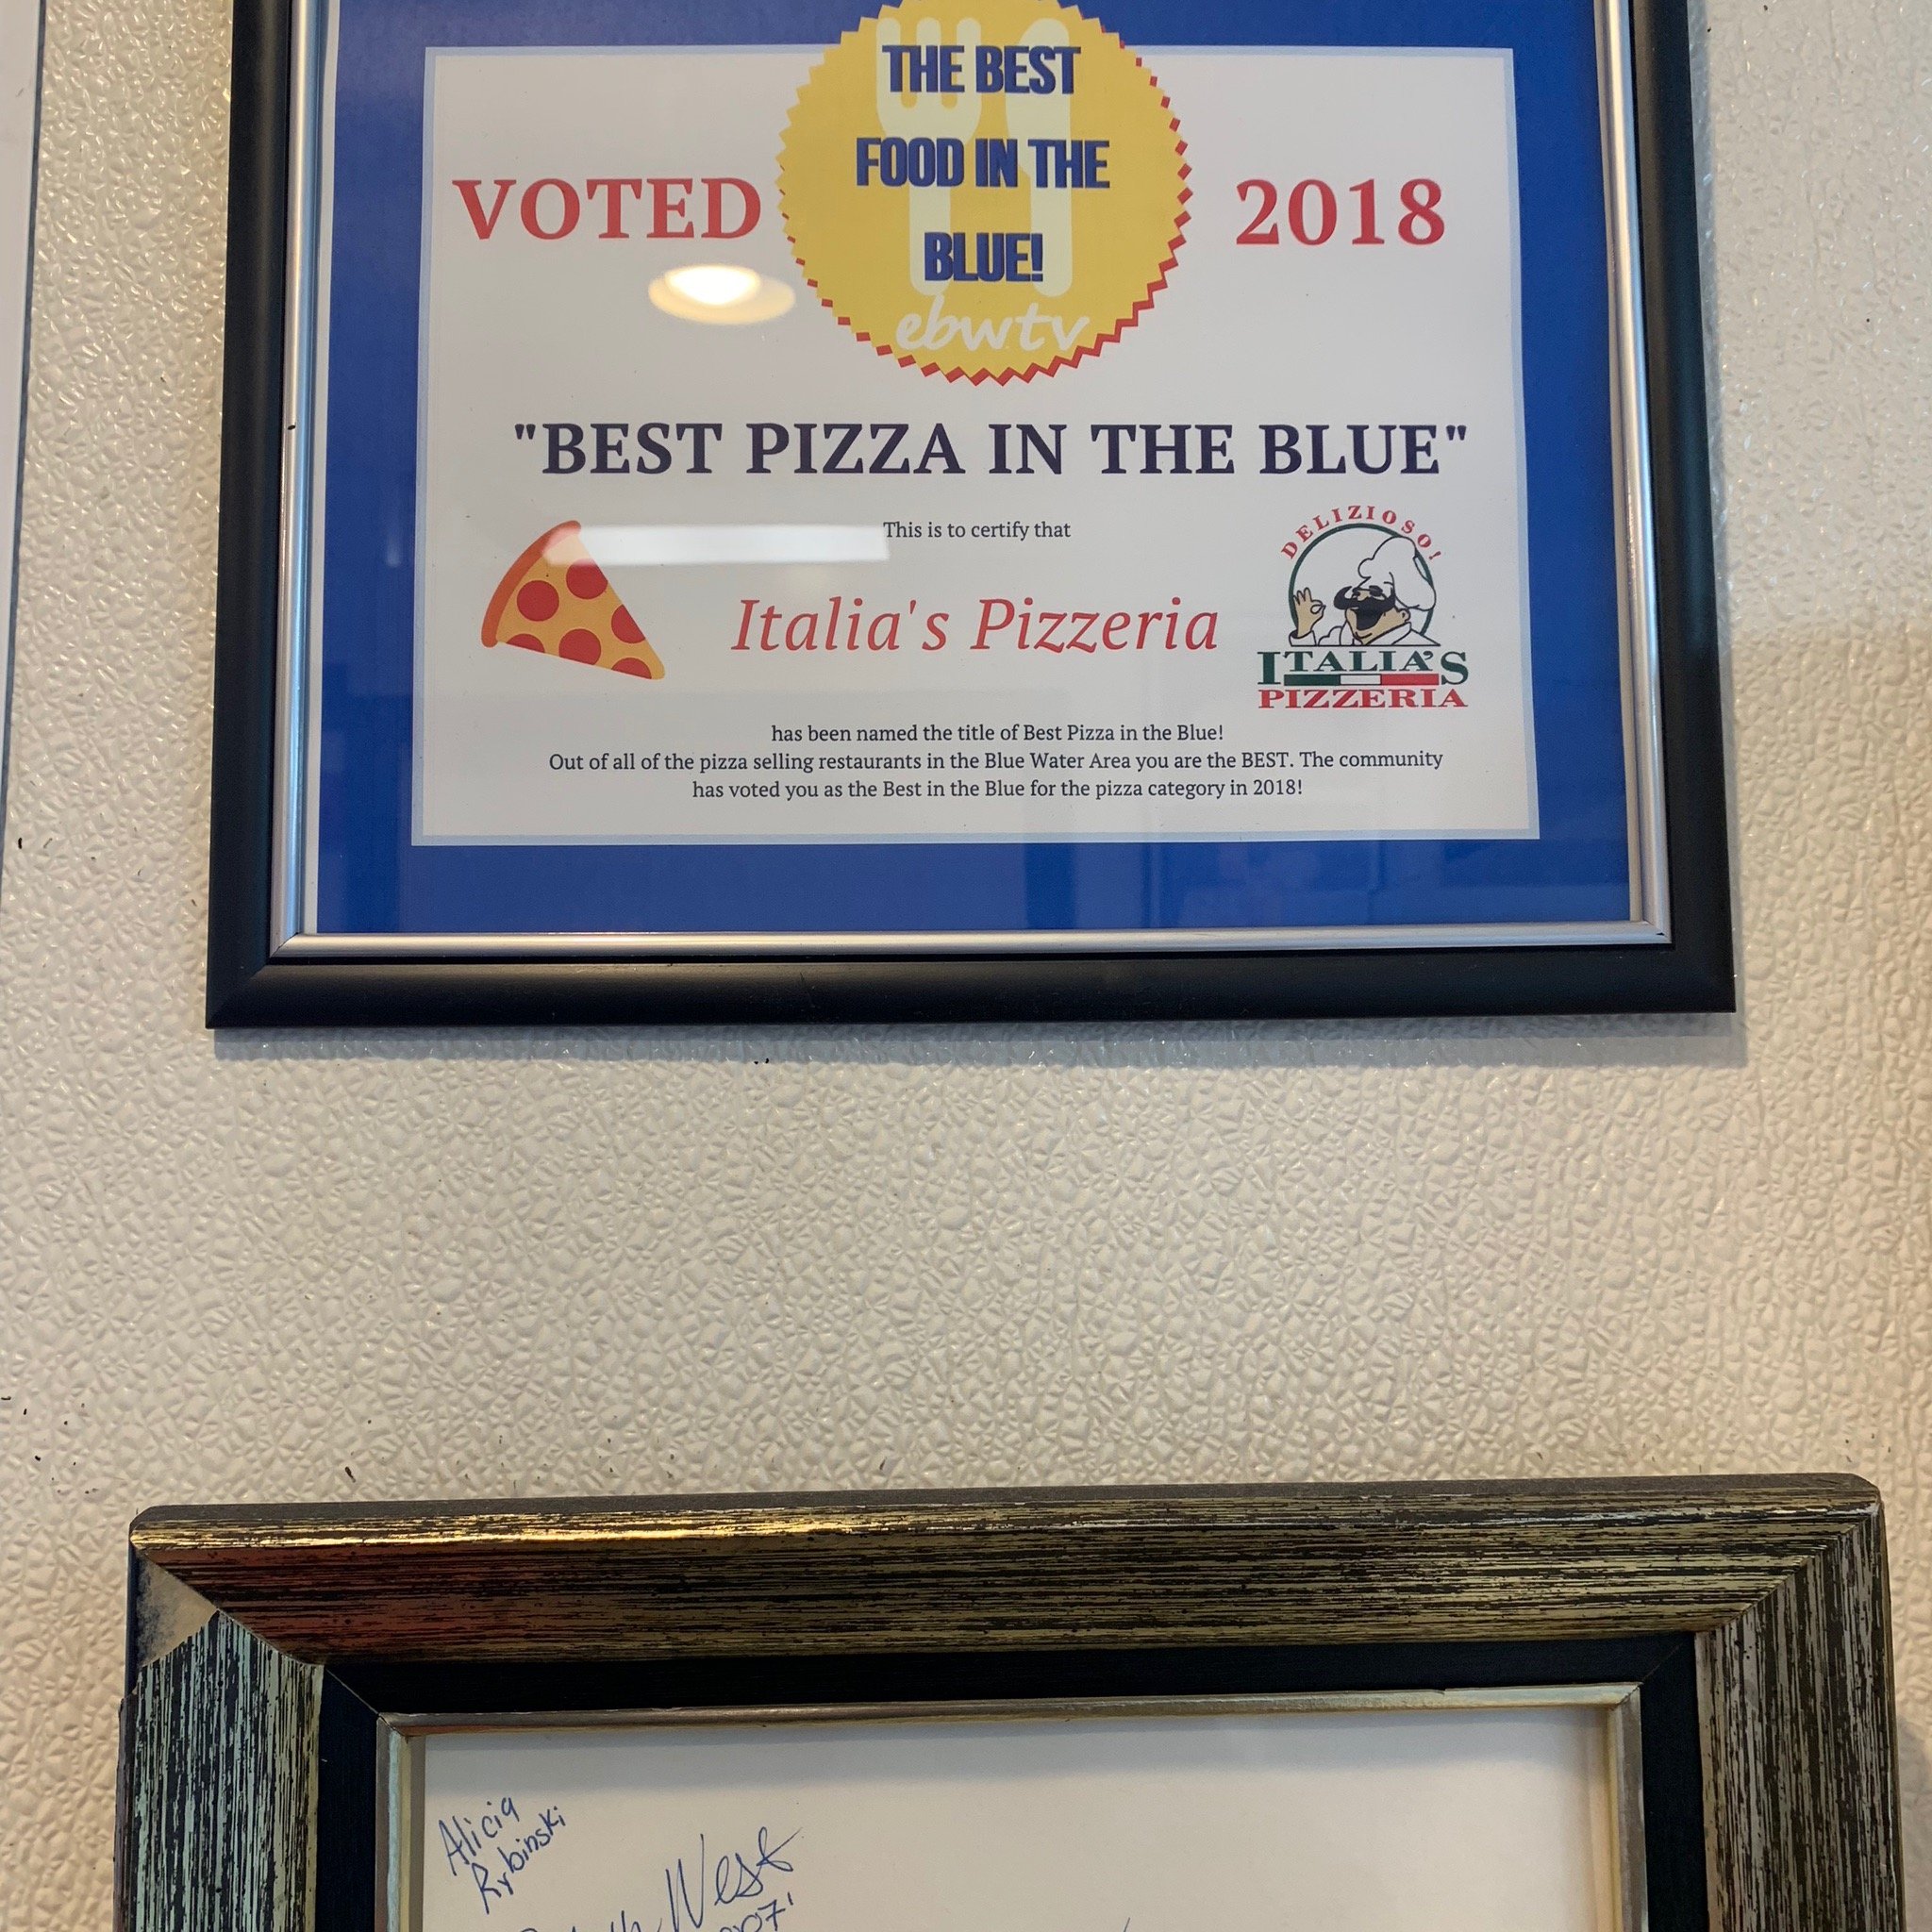 THE BEST
FOOD IN THE
BLUE!
ebwtv
VOTED 2018
"BEST PIZZA IN THE BLUE"
This is to certify that
Italia's Pizzeria
DELIZIOSO!
ITALIA'S
PIZZERIA
has been named the title of Best Pizza in the Blue!
Out of all of the pizza selling restaurants in the Blue Water Area you are the BEST. The community
has voted you as the Best in the Blue for the pizza category in 2018!
Alicia
Rybinski
West